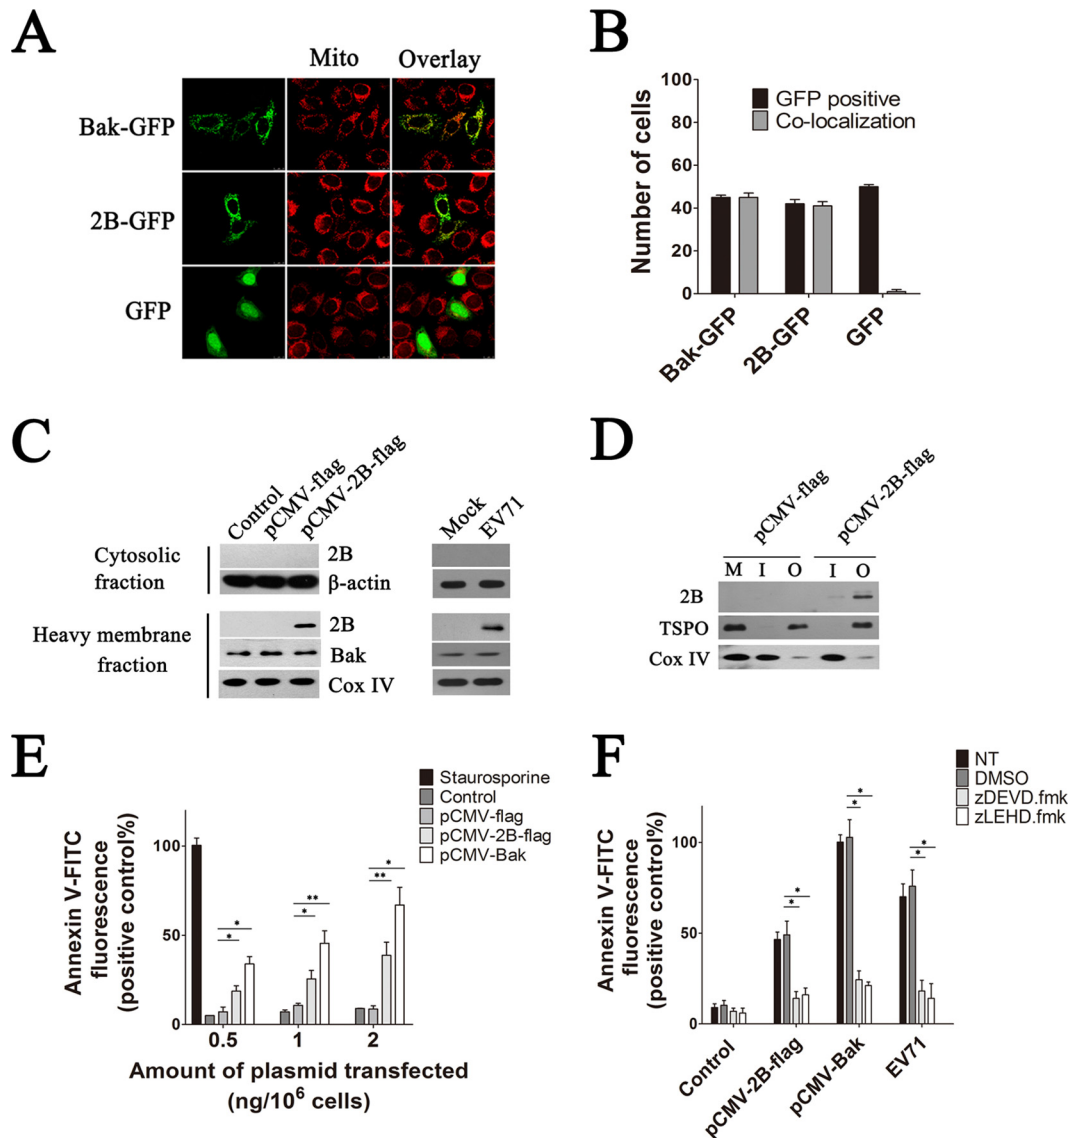 A
Mito
Overlay
Bak-GFP
2B-GFP
GFP
B
Number of cells
100
80
60
40
20
0
GFP positive
Co-localization
Bak-GFP
2B-GFP
GFP
C
Control
pCMV-flag
pCMV-2B-flag
Mock
EV71
Cytosolic
fraction
2B
β-actin
Heavy membrane
fraction
2B
Bak
Cox IV
D
pCMV-flag
pCMV-2B-flag
M I O I O
2B
TSPO
Cox IV
E
Annexin V-FITC
fluorescence
(positive control%)
100
50
0
Staurosporine
Control
pCMV-flag
pCMV-2B-flag
pCMV-Bak
*
*
**
*
*
**
0.5 1 2
Amount of plasmid transfected
(ng/10⁶ cells)
F
Annexin V-FITC
fluorescence
(positive control%)
100
50
0
NT
DMSO
zDEVD.fmk
zLEHD.fmk
*
*
*
*
*
*
Control
pCMV-2B-flag
pCMV-Bak
EV71